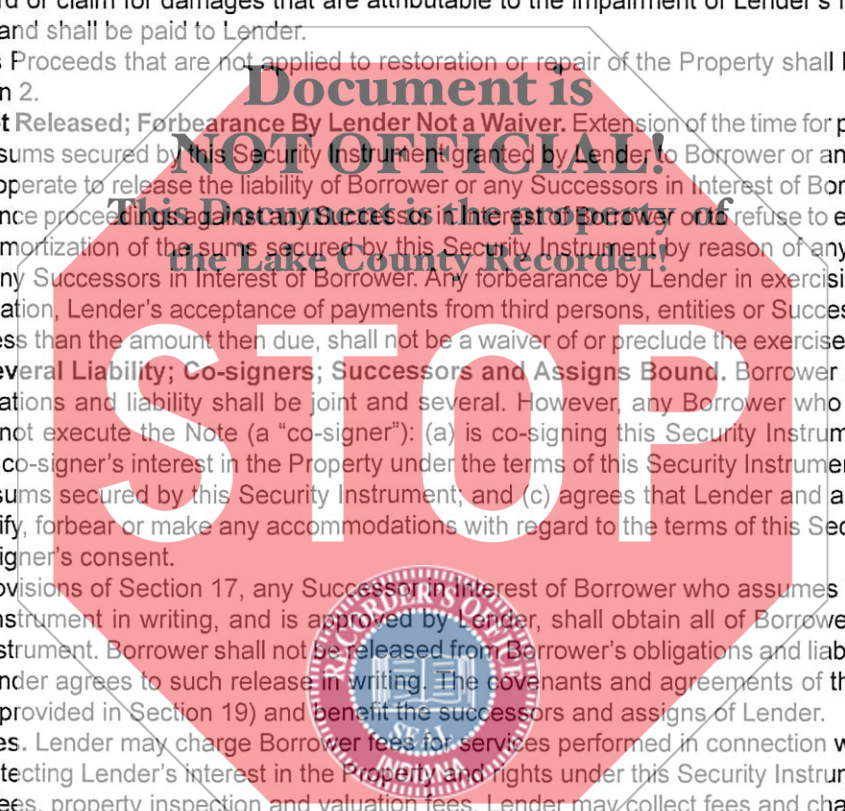 rd or claim for damages that are attributable to the impairment of Lender's
and shall be paid to Lender.
s Proceeds that are not applied to restoration or repair of the Property shall
n 2.
t Released; Forbearance By Lender Not a Waiver. Extension of the time for p
sums secured by this Security Instrument granted by Lender to Borrower or an
operate to release the liability of Borrower or any Successors in Interest of Bor
nce proceedings against any Successors in Interest of Borrower or to refuse to e
mortization of the sums secured by this Security Instrument by reason of any
ny Successors in Interest of Borrower. Any forbearance by Lender in exercisi
ation, Lender's acceptance of payments from third persons, entities or Succes
ess than the amount then due, shall not be a waiver of or preclude the exercise
everal Liability; Co-signers; Successors and Assigns Bound. Borrower
ations and liability shall be joint and several. However, any Borrower who
not execute the Note (a “co-signer”): (a) is co-signing this Security Instrum
co-signer's interest in the Property under the terms of this Security Instrume
sums secured by this Security Instrument; and (c) agrees that Lender and a
ify, forbear or make any accommodations with regard to the terms of this Sec
igner's consent.
ovisions of Section 17, any Successor in Interest of Borrower who assumes
nstrument in writing, and is approved by Lender, shall obtain all of Borrowe
strument. Borrower shall not be released from Borrower's obligations and liab
nder agrees to such release in writing. The covenants and agreements of th
provided in Section 19) and benefit the successors and assigns of Lender.
es. Lender may charge Borrower fees for services performed in connection w
tecting Lender's interest in the Property and rights under this Security Instrum
ees, property inspection and valuation fees. Lender may collect fees and cha
Document is
NOT OFFICIAL!
This Document is the property of
the Lake County Recorder!
STOP
RECORDER'S OFFICE
SEAL
INDIANA